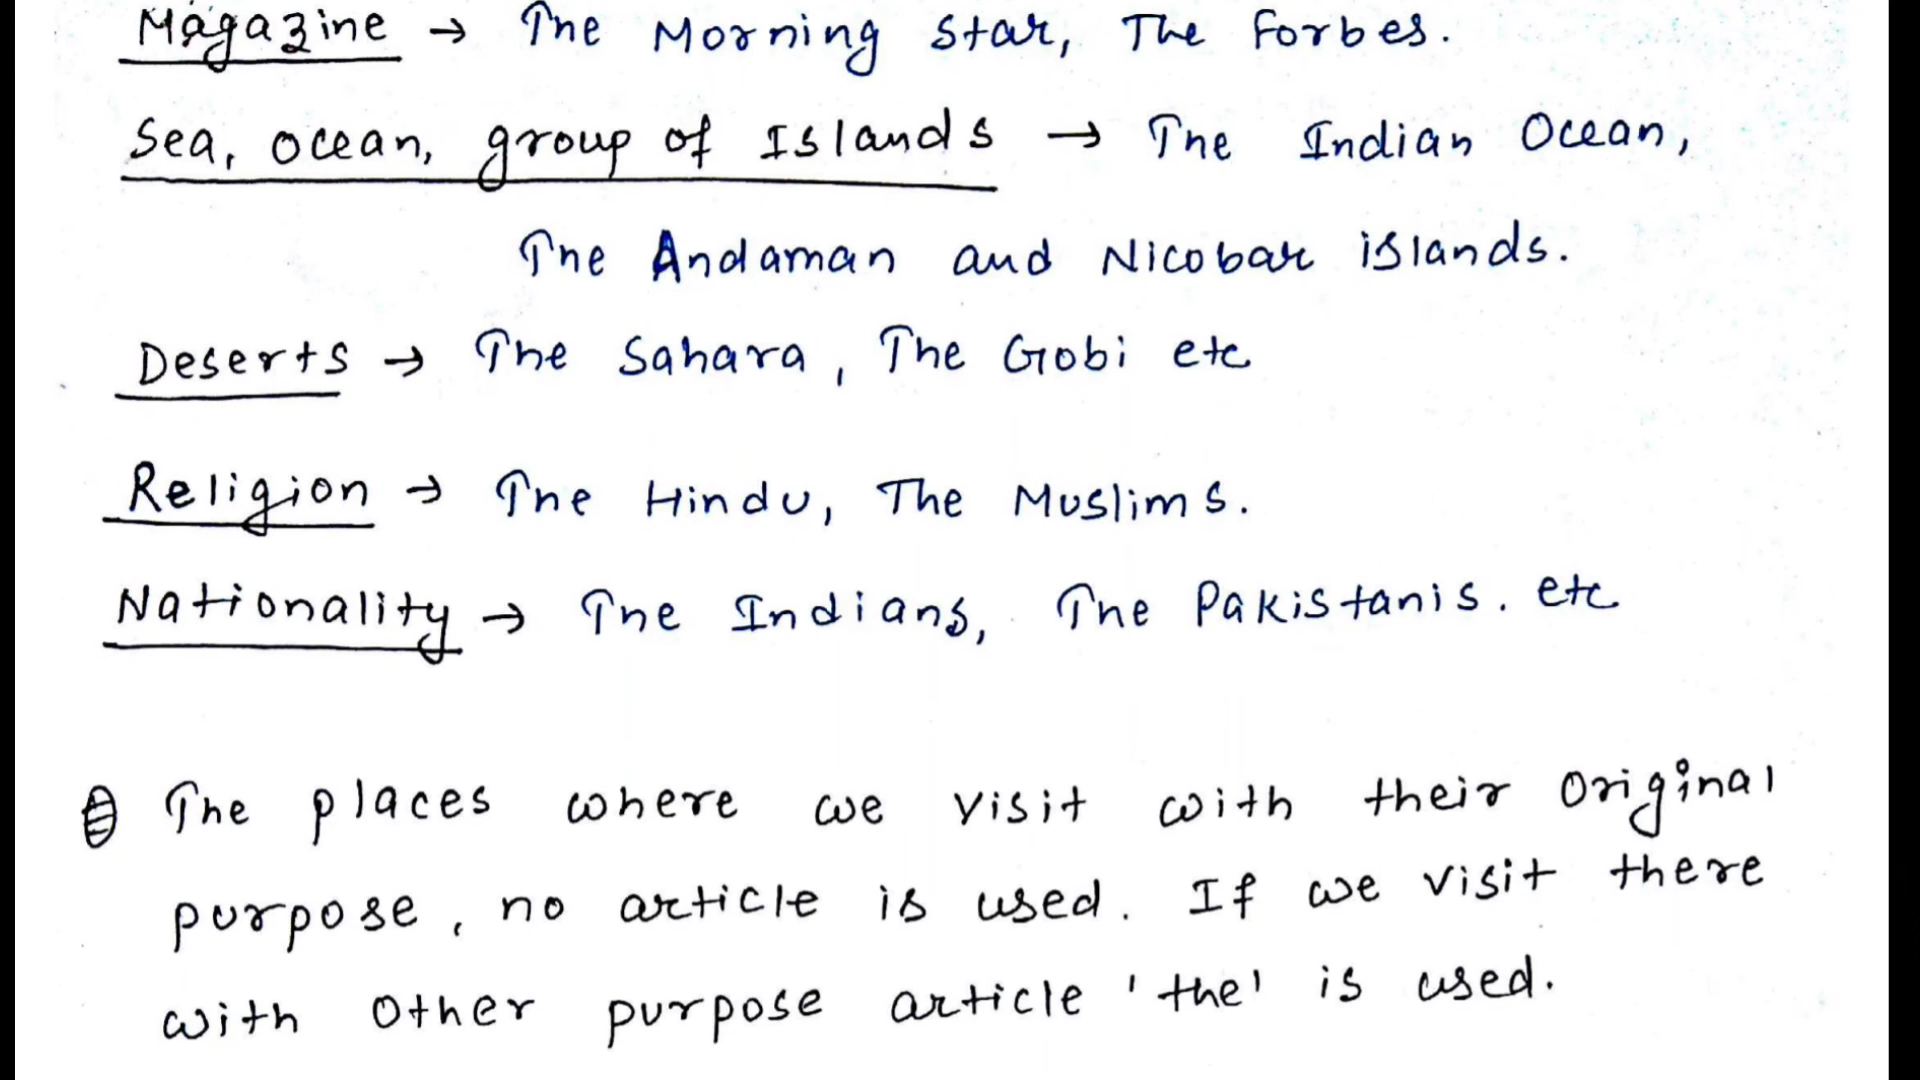 Magazine → The Morning Star, The Forbes.
Sea, ocean, group of Islands → The Indian Ocean,
The Andaman and Nicobar islands.
Deserts → The Sahara, The Gobi etc
Religion → The Hindu, The Muslims.
Nationality → The Indians, The Pakistanis. etc
The places where we visit with their original
purpose, no article is used. If we visit there
with other purpose article 'the' is used.